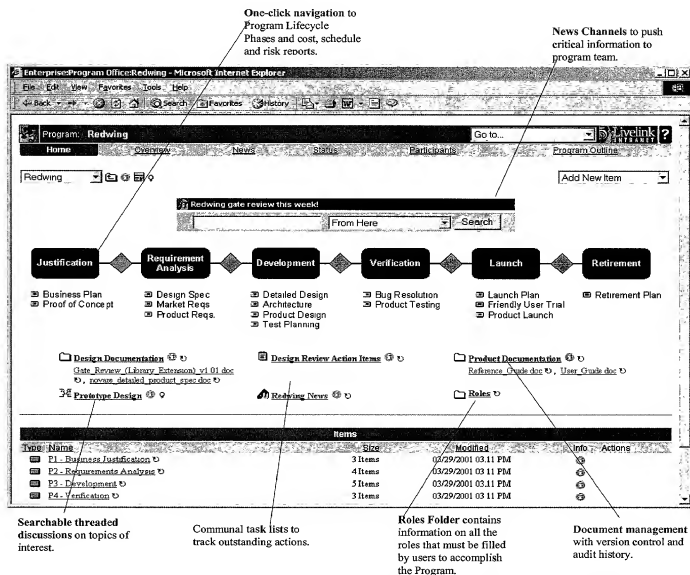 One-click navigation to
Program Lifecycle
Phases and cost, schedule
and risk reports.
News Channels to push
critical information to
program team.
Enterprise:Program Office:Redwing - Microsoft Internet Explorer
File Edit View Favorites Tools Help
Back Search Favorites History
Program: Redwing Go to... Livelink INTRANET ?
Home Overview News Status Participants Program Outline
Redwing Add New Item
Redwing gate review this week!
From Here Search
Justification Requirement Analysis Development Verification Launch Retirement
Business Plan Design Spec Detailed Design Bug Resolution Launch Plan Retirement Plan
Proof of Concept Market Reqs Architecture Product Testing Friendly User Trial
Product Reqs. Product Design Product Launch
Test Planning
Design Documentation Design Review Action Items Product Documentation
Gate_Review_(Library_Extension)_v1 01 doc Reference_Guide doc, User_Guide doc
, novare_detailed_product_spec doc
Prototype Design Redwing News Roles
Items
Type Name Size Modified Info Actions
P1 - Business Justification 3 Items 03/29/2001 03.11 PM
P2 - Requirements Analysis 4 Items 03/29/2001 03.11 PM
P3 - Development 5 Items 03/29/2001 03.11 PM
P4 - Verification 3 Items 03/29/2001 03.11 PM
Searchable threaded
discussions on topics of
interest.
Communal task lists to
track outstanding actions.
Roles Folder contains
information on all the
roles that must be filled
by users to accomplish
the Program.
Document management
with version control and
audit history.